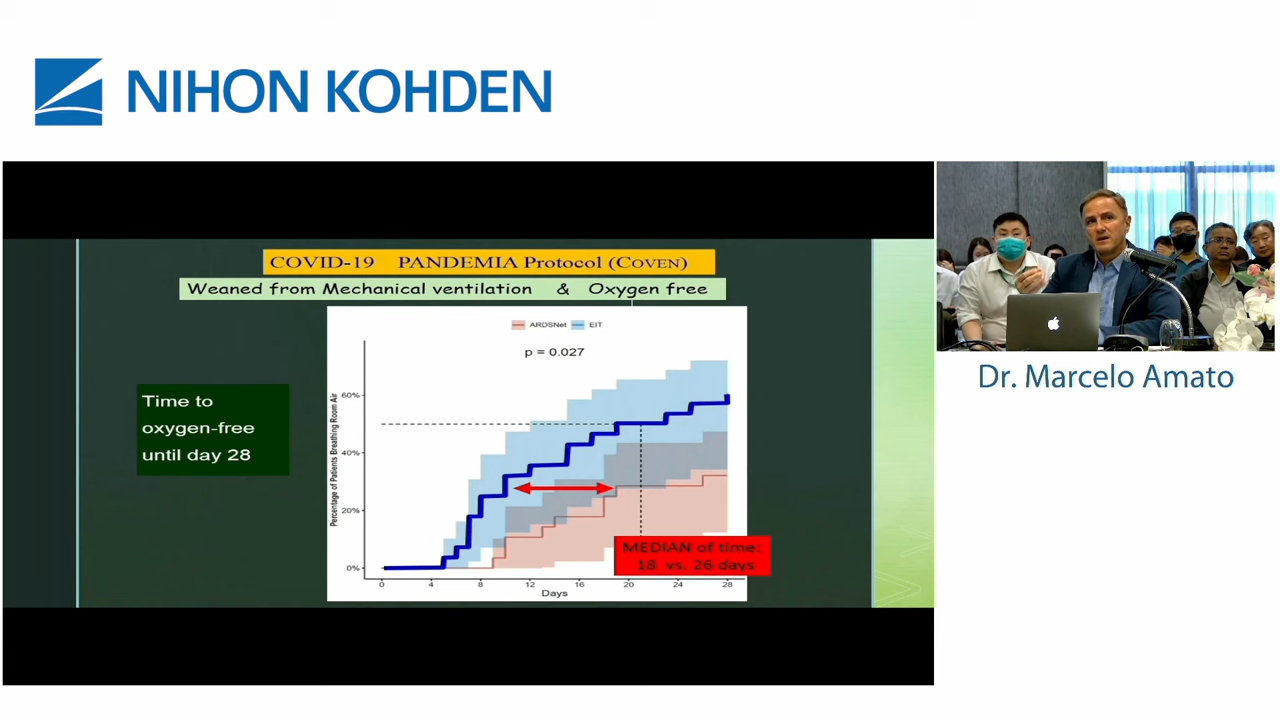 NIHON KOHDEN
COVID-19 PANDEMIA Protocol (COVEN)
Weaned from Mechanical ventilation & Oxygen free
ARDSNet EIT
p = 0.027
Time to
oxygen-free
until day 28
Percentage of Patients Breathing Room Air
60%
40%
20%
0%
0 4 8 12 16 20 24 28
Days
MEDIAN of time:
18 vs. 26 days
Dr. Marcelo Amato